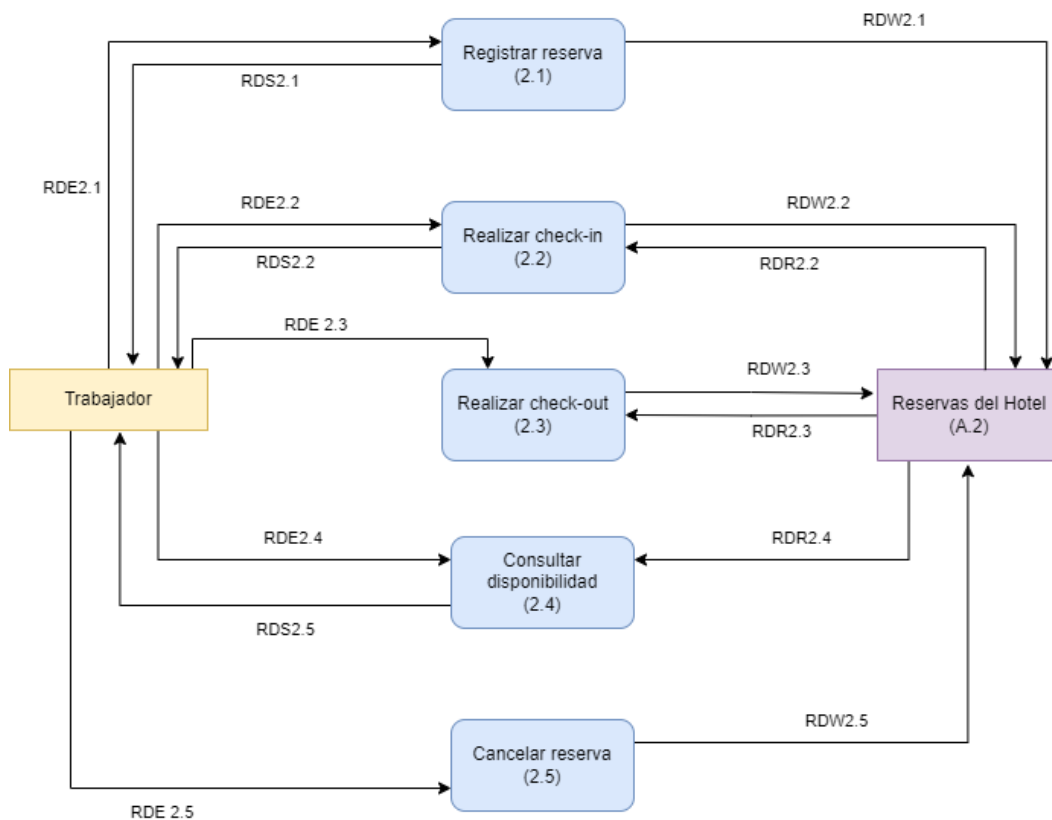 RDW2.1
Registrar reserva
(2.1)
RDS2.1
RDE2.1
RDE2.2
RDW2.2
Realizar check-in
(2.2)
RDS2.2
RDR2.2
RDE 2.3
RDW2.3
Trabajador
Realizar check-out
(2.3)
Reservas del Hotel
(A.2)
RDR2.3
RDE2.4
RDR2.4
Consultar
disponibilidad
(2.4)
RDS2.5
RDW2.5
Cancelar reserva
(2.5)
RDE 2.5